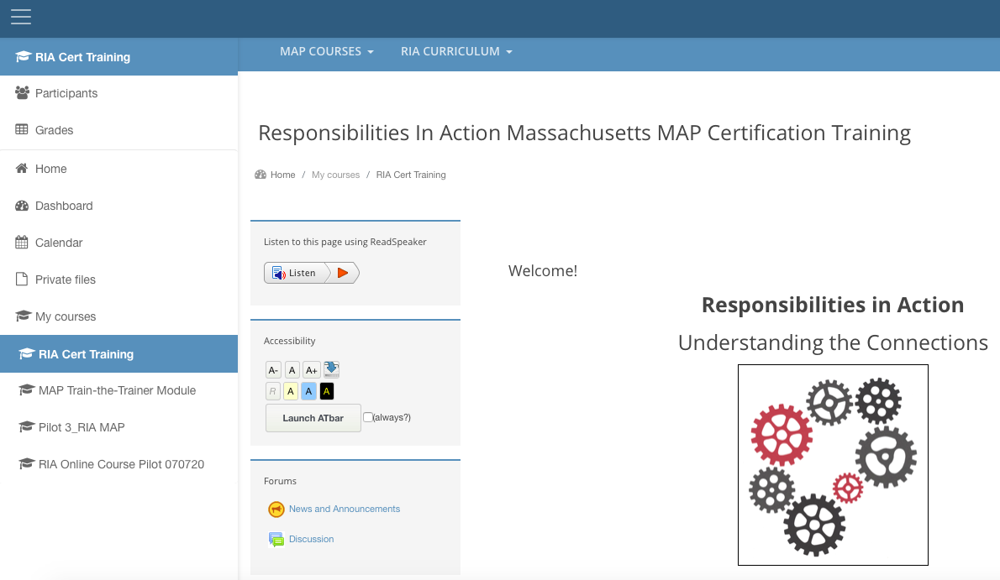 RIA Cert Training
Participants
Grades
Home
Dashboard
Calendar
Private files
My courses
RIA Cert Training
MAP Train-the-Trainer Module
Pilot 3_RIA MAP
RIA Online Course Pilot 070720
MAP COURSES RIA CURRICULUM
Responsibilities In Action Massachusetts MAP Certification Training
Home / My courses / RIA Cert Training
Listen to this page using ReadSpeaker
Listen
Accessibility
A- A A+
R A A A
Launch ATbar (always?)
Forums
News and Announcements
Discussion
Welcome!
Responsibilities in Action
Understanding the Connections